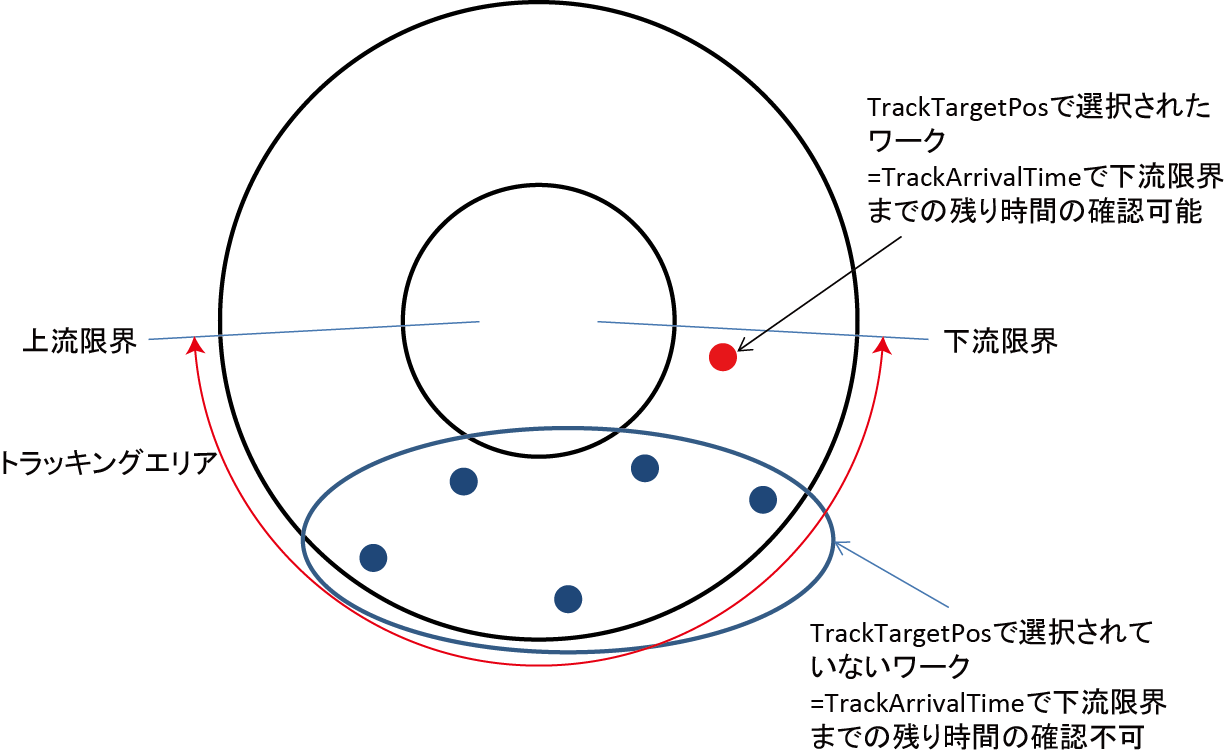 TrackTargetPosで選択された
ワーク
=TrackArrivalTimeで下流限界
までの残り時間の確認可能
上流限界
下流限界
トラッキングエリア
TrackTargetPosで選択されて
いないワーク
=TrackArrivalTimeで下流限界
までの残り時間の確認不可